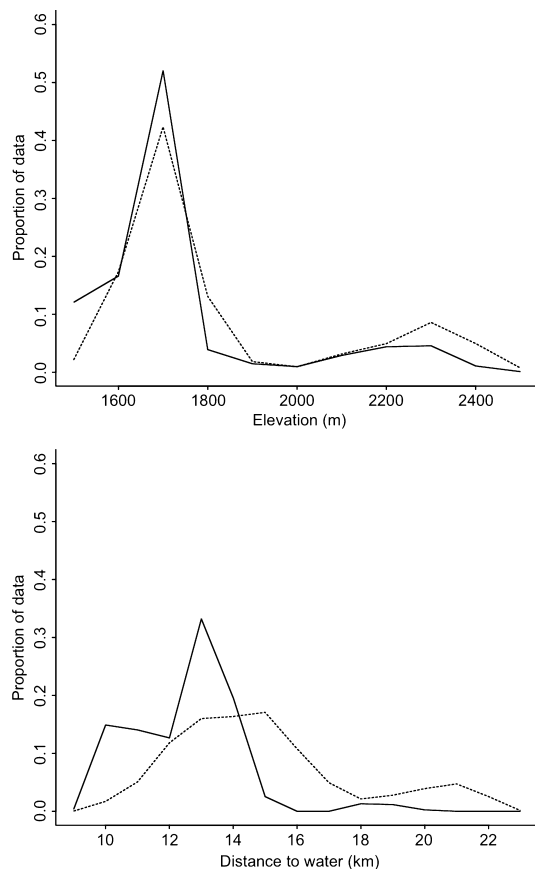 Proportion of data
0.0 0.1 0.2 0.3 0.4 0.5 0.6
1600 1800 2000 2200 2400
Elevation (m)
Proportion of data
0.0 0.1 0.2 0.3 0.4 0.5 0.6
10 12 14 16 18 20 22
Distance to water (km)